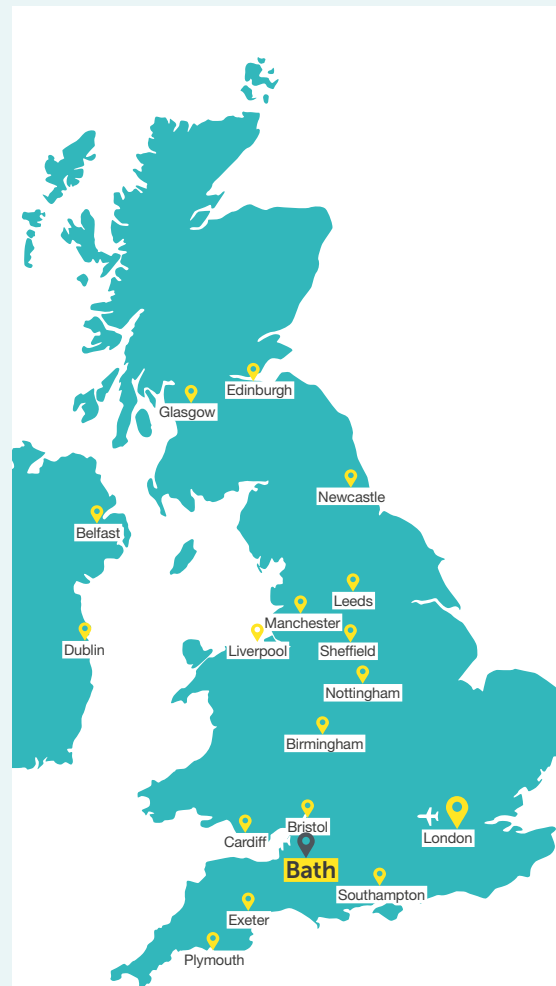 Edinburgh
Glasgow
Newcastle
Belfast
Leeds
Manchester
Dublin
Liverpool
Sheffield
Nottingham
Birmingham
Bristol
London
Cardiff
Bath
Southampton
Exeter
Plymouth